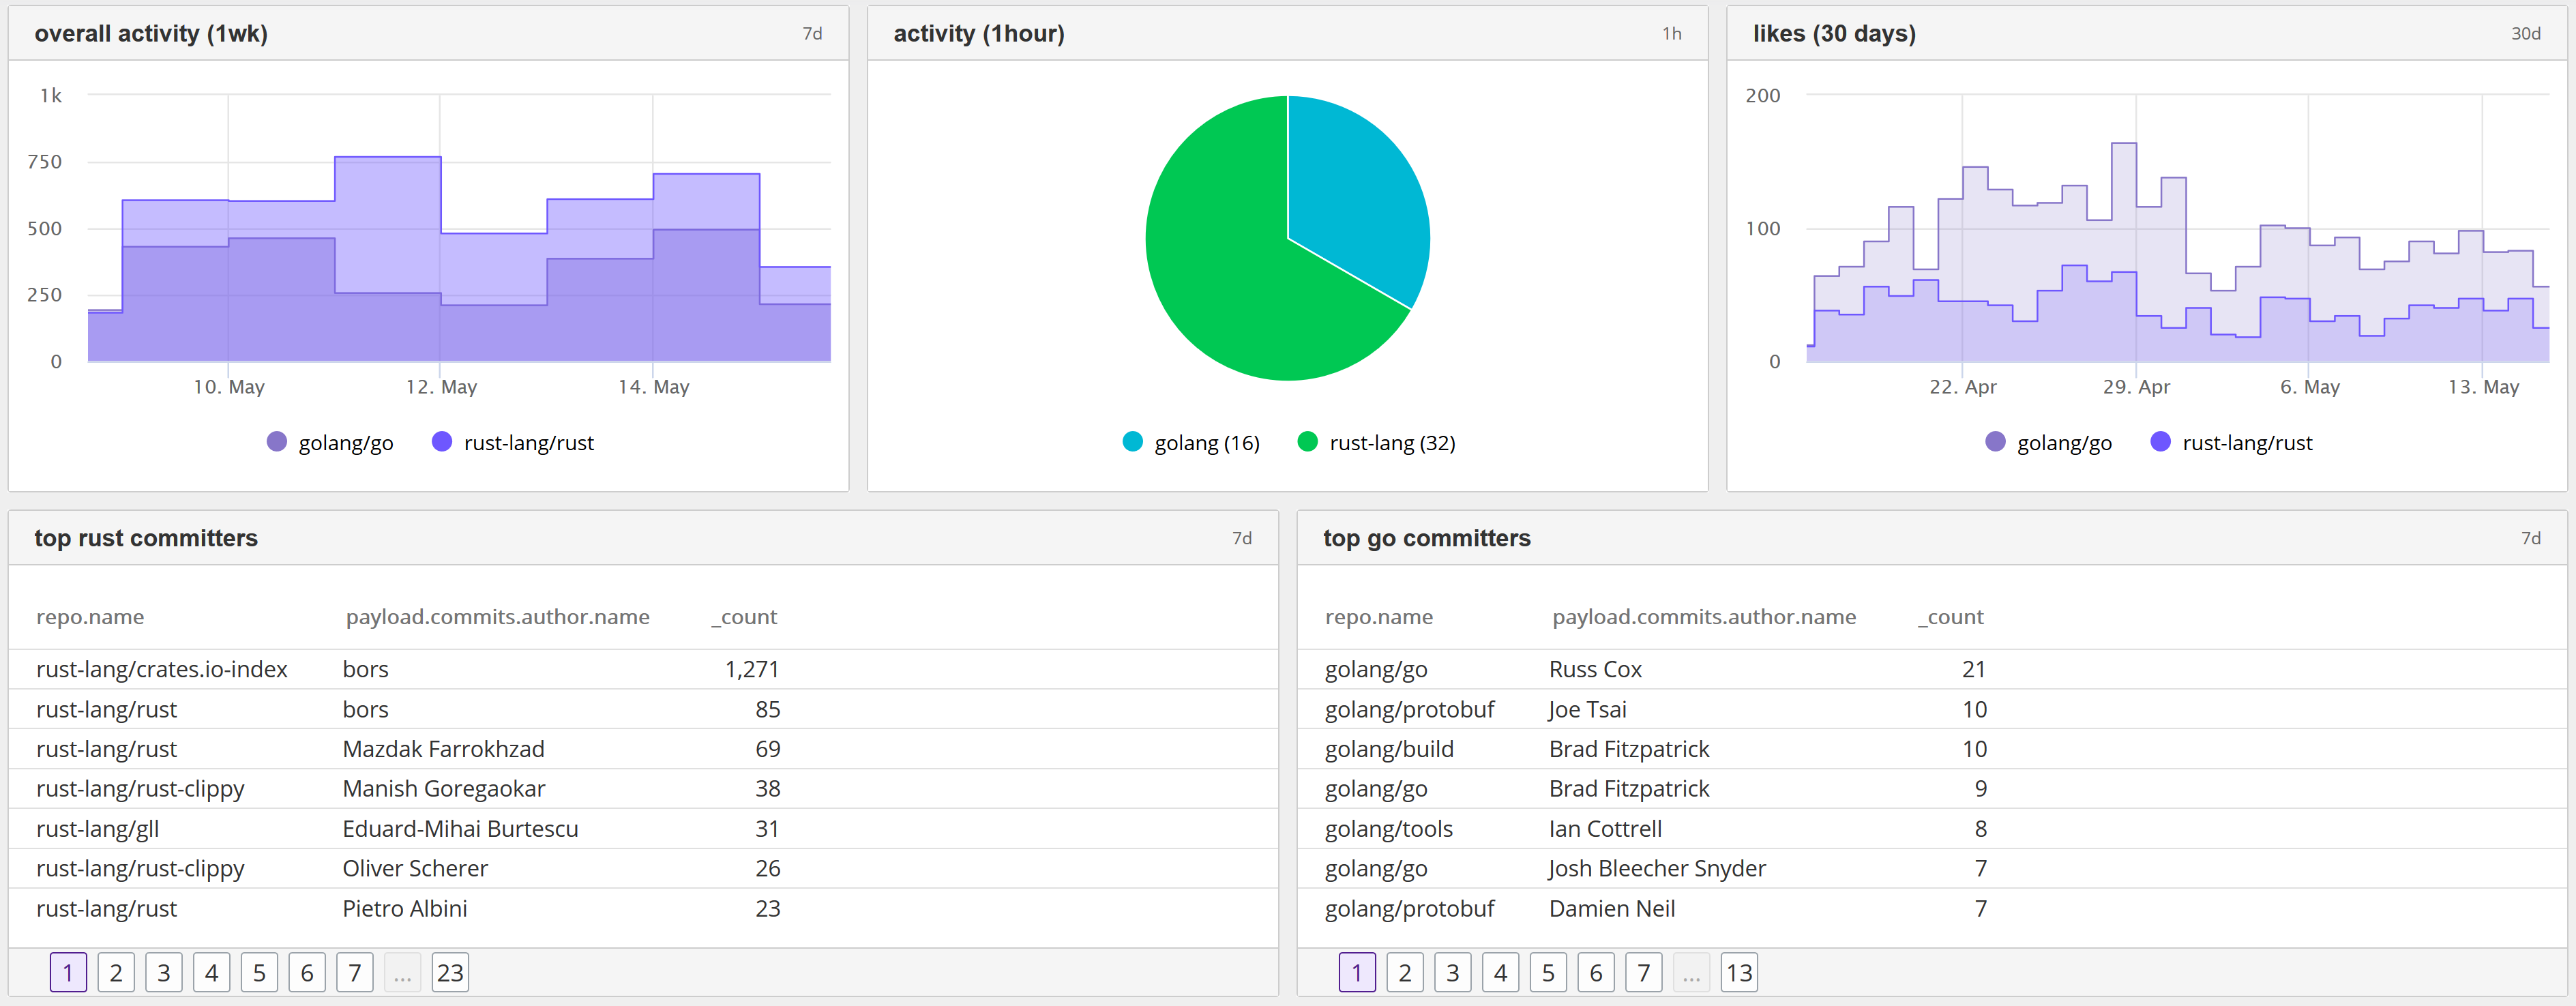 overall activity (1wk) 7d
1k
750
500
250
0
10. May 12. May 14. May
golang/go rust-lang/rust
activity (1hour) 1h
golang (16) rust-lang (32)
likes (30 days) 30d
200
100
0
22. Apr 29. Apr 6. May 13. May
golang/go rust-lang/rust
top rust committers 7d
repo.name payload.commits.author.name _count
rust-lang/crates.io-index bors 1,271
rust-lang/rust bors 85
rust-lang/rust Mazdak Farrokhzad 69
rust-lang/rust-clippy Manish Goregaokar 38
rust-lang/gll Eduard-Mihai Burtescu 31
rust-lang/rust-clippy Oliver Scherer 26
rust-lang/rust Pietro Albini 23
1 2 3 4 5 6 7 ... 23
top go committers 7d
repo.name payload.commits.author.name _count
golang/go Russ Cox 21
golang/protobuf Joe Tsai 10
golang/build Brad Fitzpatrick 10
golang/go Brad Fitzpatrick 9
golang/tools Ian Cottrell 8
golang/go Josh Bleecher Snyder 7
golang/protobuf Damien Neil 7
1 2 3 4 5 6 7 ... 13